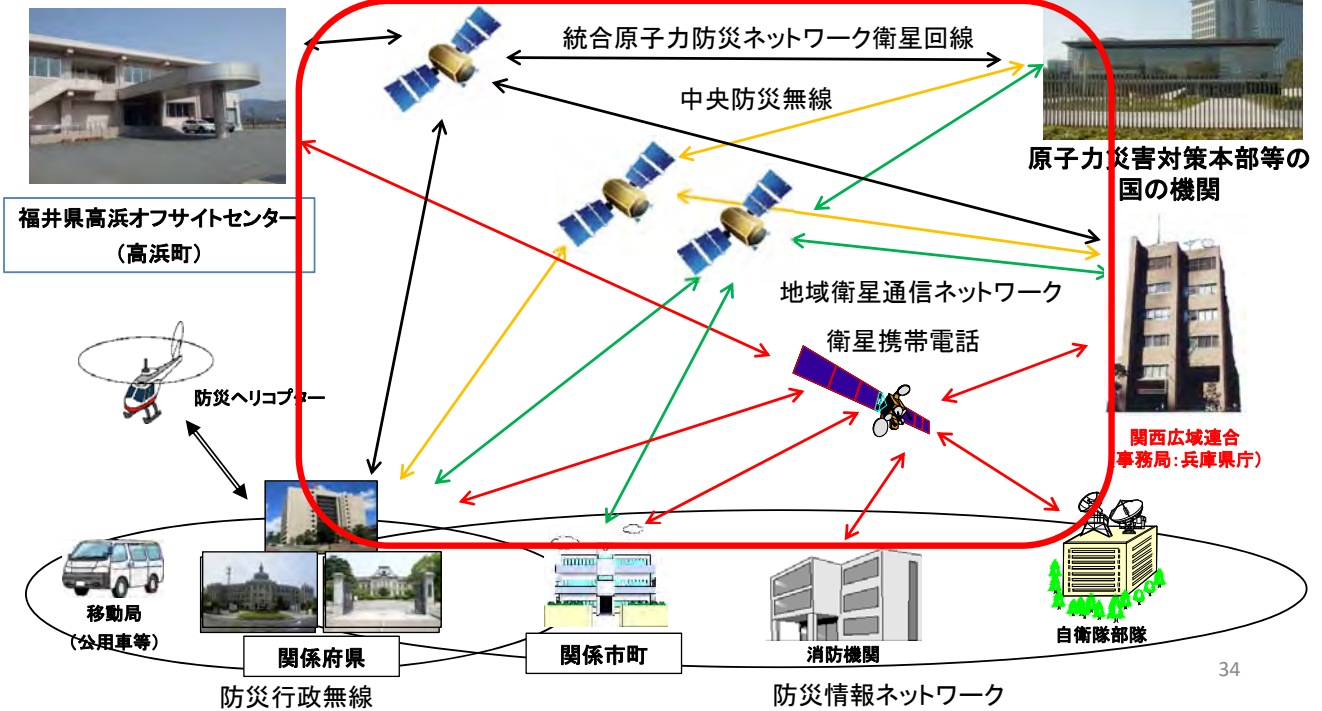 統合原子力防災ネットワーク衛星回線
中央防災無線
原子力災害対策本部等の
国の機関
福井県高浜オフサイトセンター
(高浜町)
地域衛星通信ネットワーク
衛星携帯電話
防災ヘリコプター
関西広域連合
(事務局:兵庫県庁)
移動局
(公用車等)
関係府県
関係市町
消防機関
自衛隊部隊
防災行政無線
防災情報ネットワーク
34